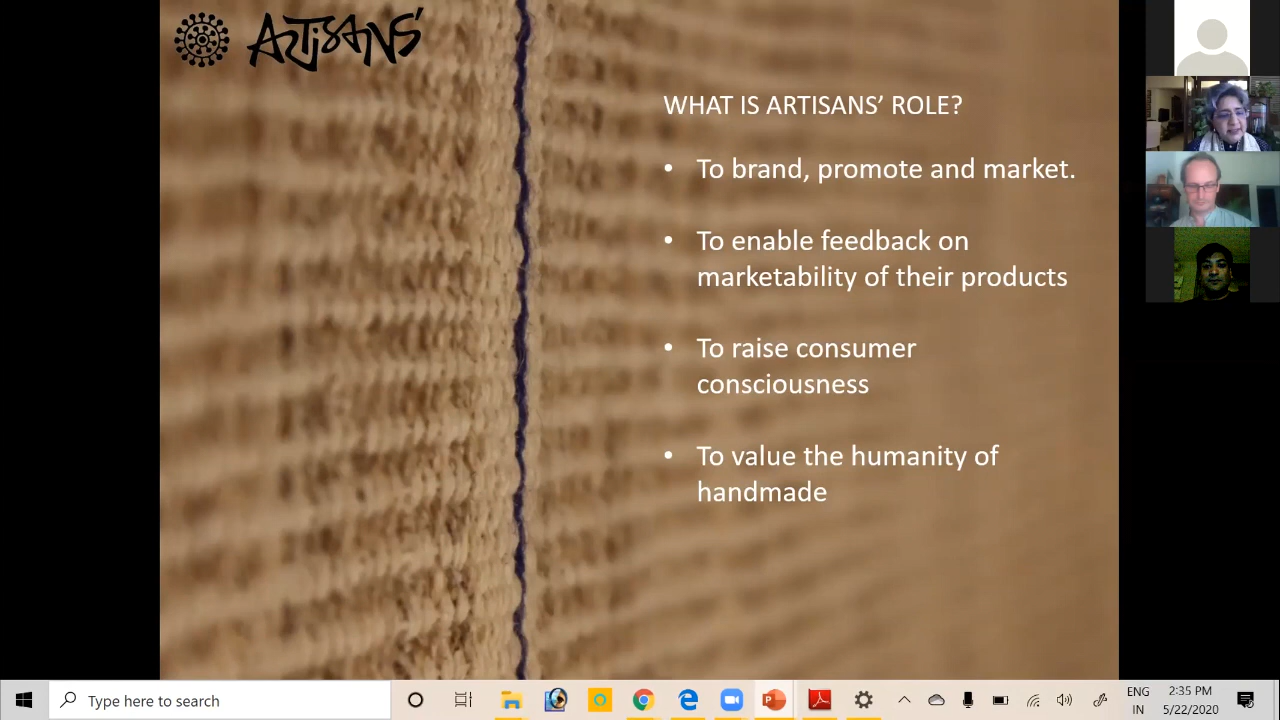 ARTISANS'
WHAT IS ARTISANS' ROLE?
• To brand, promote and market.
• To enable feedback on
marketability of their products
• To raise consumer
consciousness
• To value the humanity of
handmade
Type here to search
ENG
IN
2:35 PM
5/22/2020